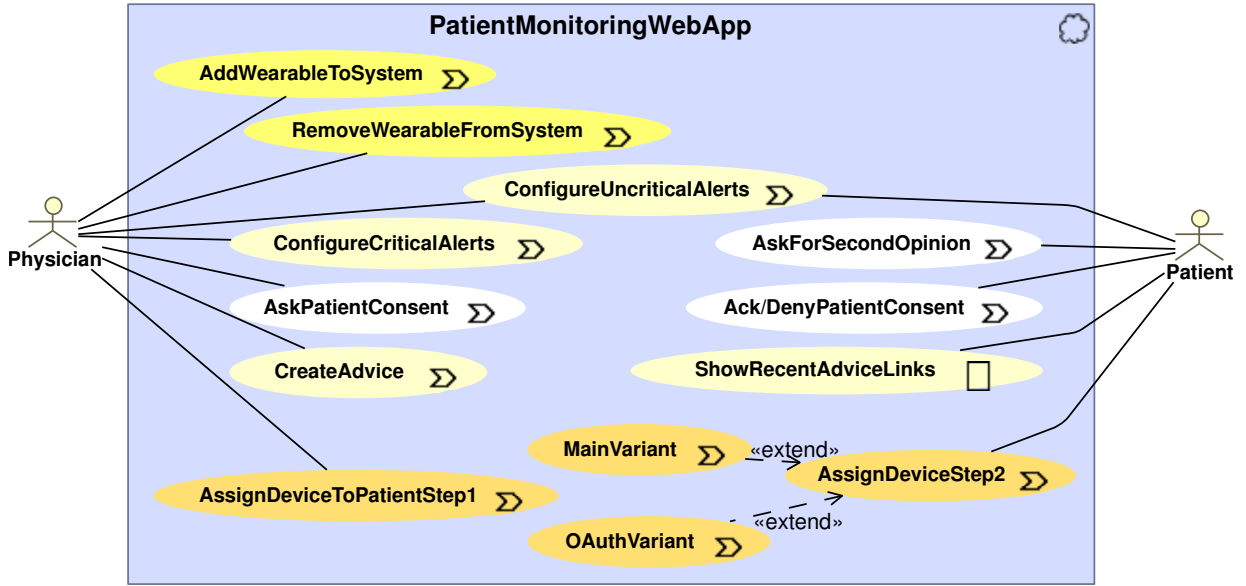 PatientMonitoringWebApp
AddWearableToSystem
RemoveWearableFromSystem
ConfigureUncriticalAlerts
ConfigureCriticalAlerts
AskForSecondOpinion
Physician
Patient
AskPatientConsent
Ack/DenyPatientConsent
CreateAdvice
ShowRecentAdviceLinks
MainVariant
«extend»
AssignDeviceStep2
AssignDeviceToPatientStep1
«extend»
OAuthVariant